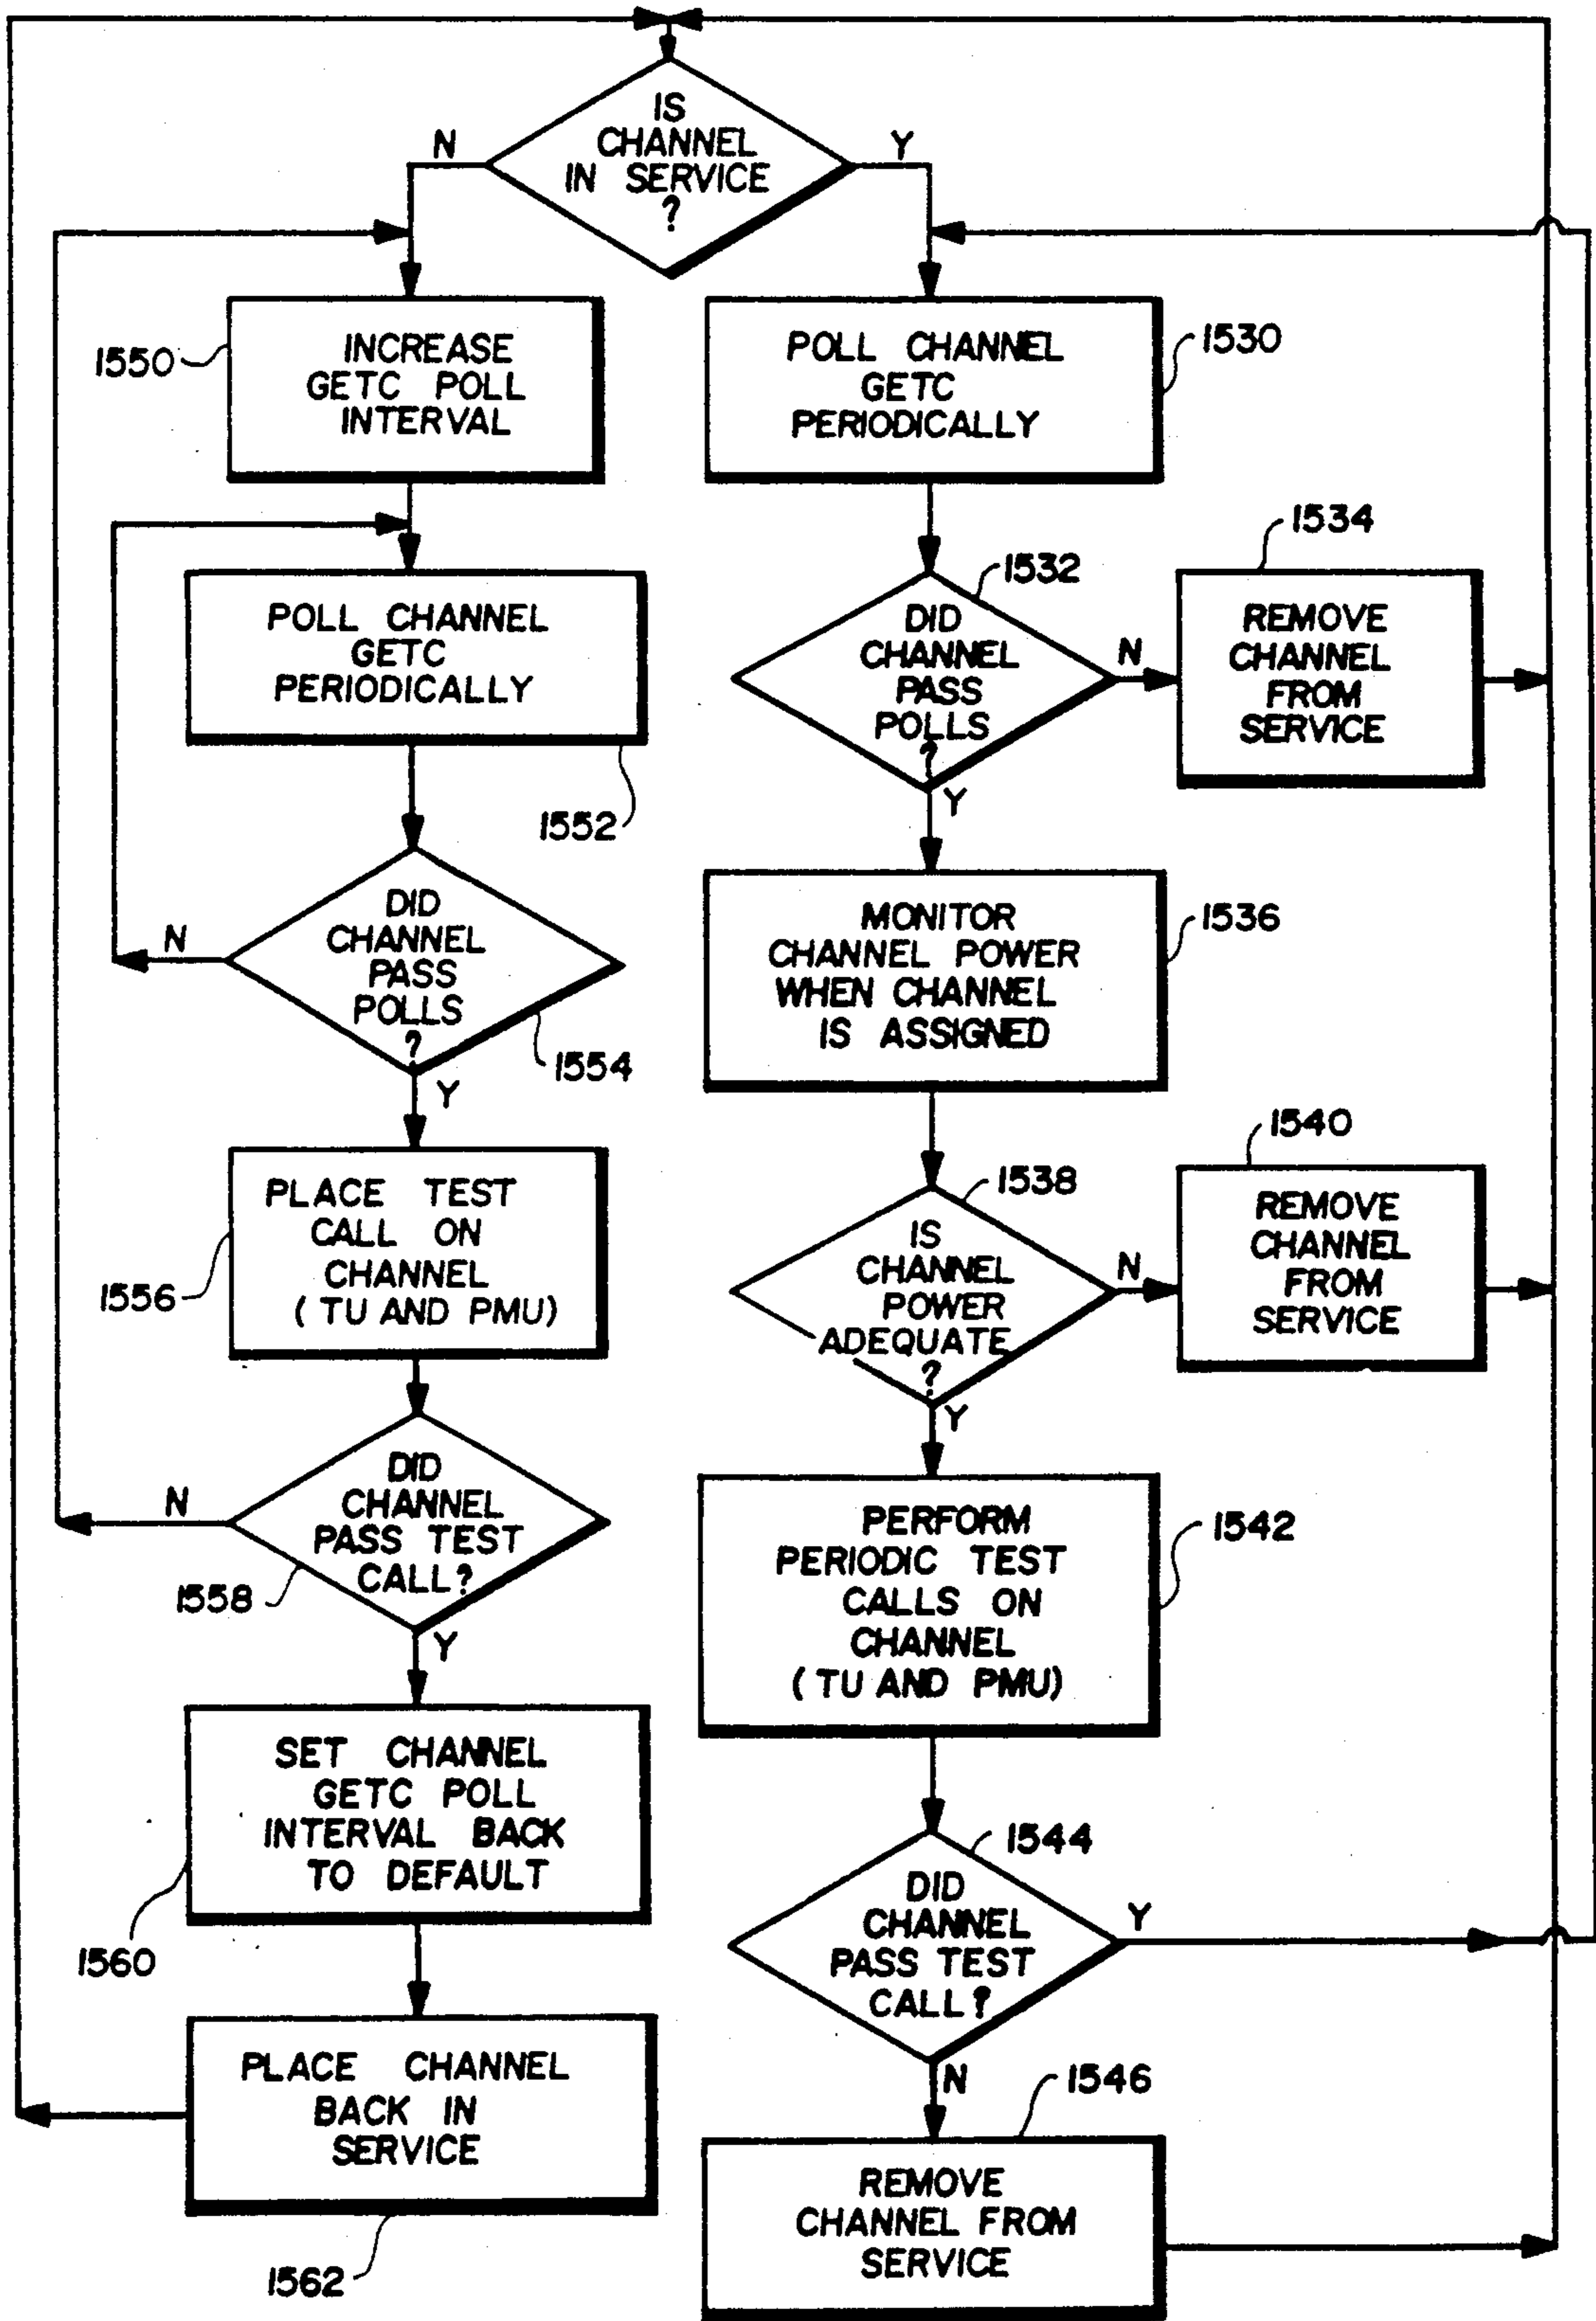 IS
CHANNEL
IN SERVICE
?
N
Y
INCREASE
GETC POLL
INTERVAL
1550
POLL CHANNEL
GETC
PERIODICALLY
1552
DID
CHANNEL
PASS
POLLS
?
N
1554
Y
PLACE TEST
CALL ON
CHANNEL
(TU AND PMU)
1556
DID
CHANNEL
PASS TEST
CALL?
N
1558
Y
SET CHANNEL
GETC POLL
INTERVAL BACK
TO DEFAULT
1560
PLACE CHANNEL
BACK IN
SERVICE
1562
POLL CHANNEL
GETC
PERIODICALLY
1530
1532
DID
CHANNEL
PASS
POLLS
?
N
Y
1534
REMOVE
CHANNEL
FROM
SERVICE
MONITOR
CHANNEL POWER
WHEN CHANNEL
IS ASSIGNED
1536
1538
IS
CHANNEL
POWER
ADEQUATE
?
N
Y
1540
REMOVE
CHANNEL
FROM
SERVICE
PERFORM
PERIODIC TEST
CALLS ON
CHANNEL
(TU AND PMU)
1542
1544
DID
CHANNEL
PASS TEST
CALL?
Y
N
1546
REMOVE
CHANNEL FROM
SERVICE